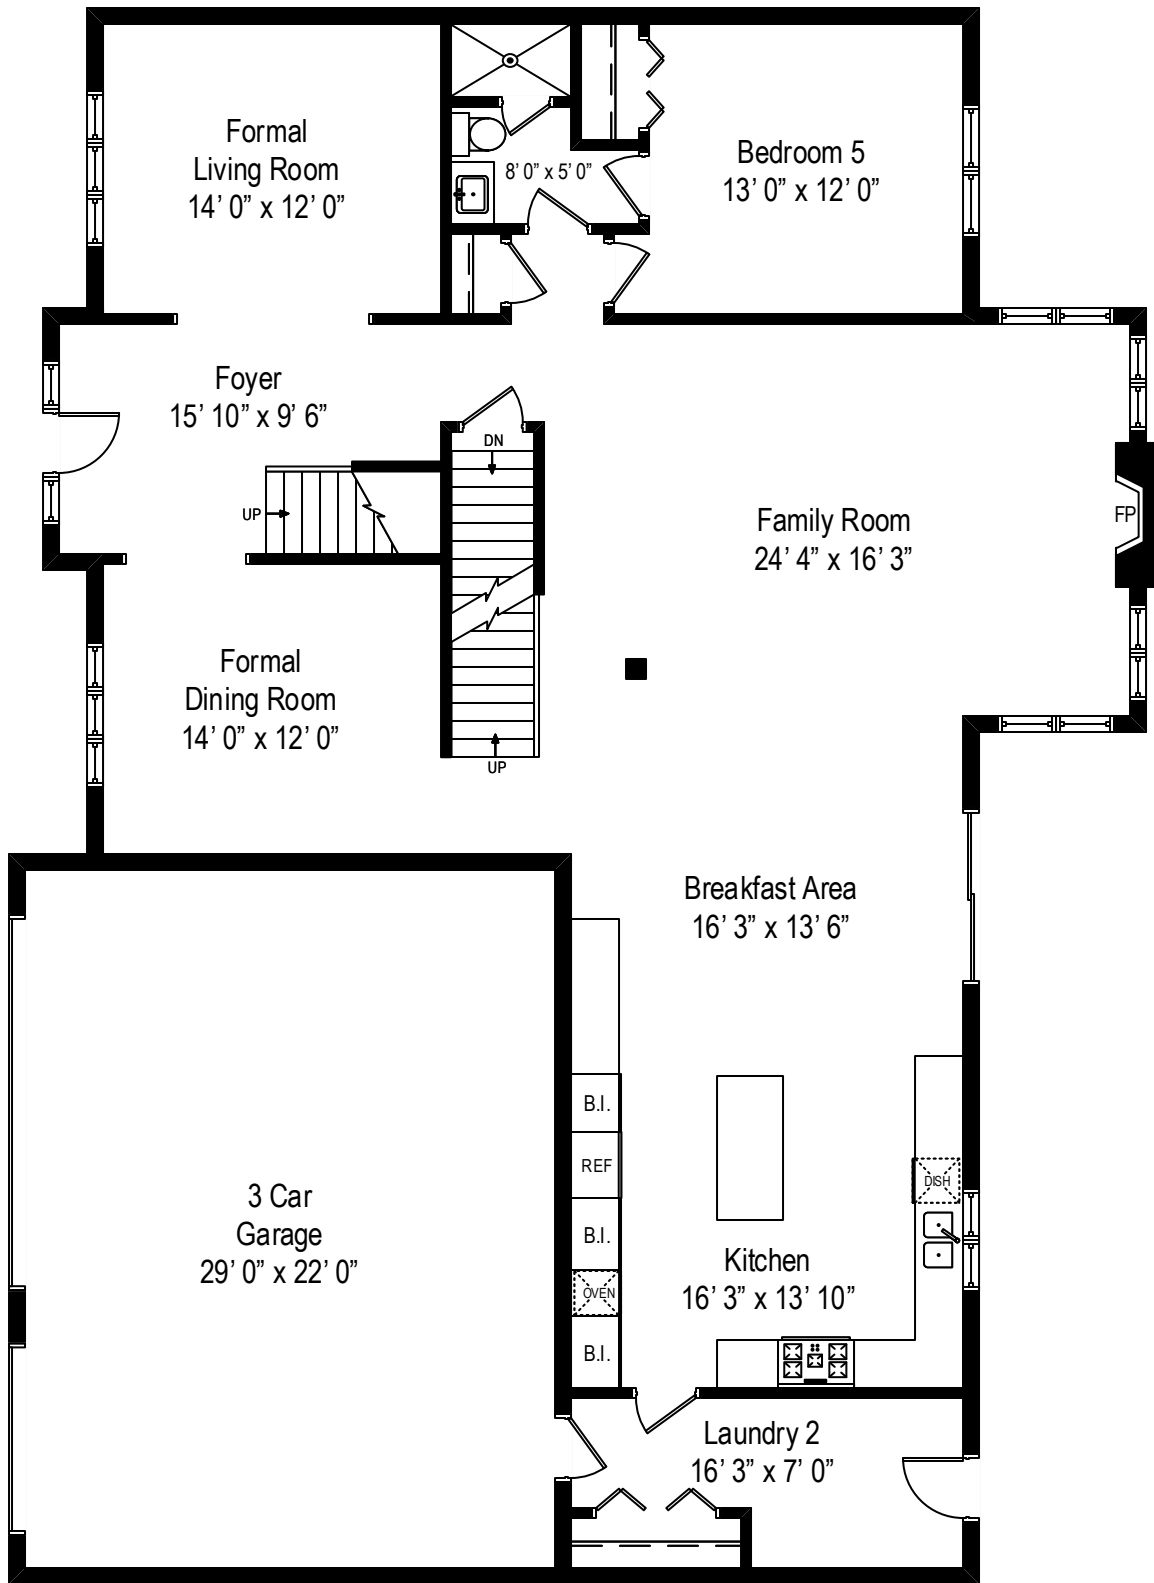 Formal
Living Room
14’ 0” x 12’ 0”
8’ 0” x 5’ 0”
Bedroom 5
13’ 0” x 12’ 0”
Foyer
15’ 10” x 9’ 6”
DN
UP
Family Room
24’ 4” x 16’ 3”
FP
Formal
Dining Room
14’ 0” x 12’ 0”
UP
Breakfast Area
16’ 3” x 13’ 6”
B.I.
REF
B.I.
OVEN
B.I.
DISH
Kitchen
16’ 3” x 13’ 10”
3 Car
Garage
29’ 0” x 22’ 0”
Laundry 2
16’ 3” x 7’ 0”